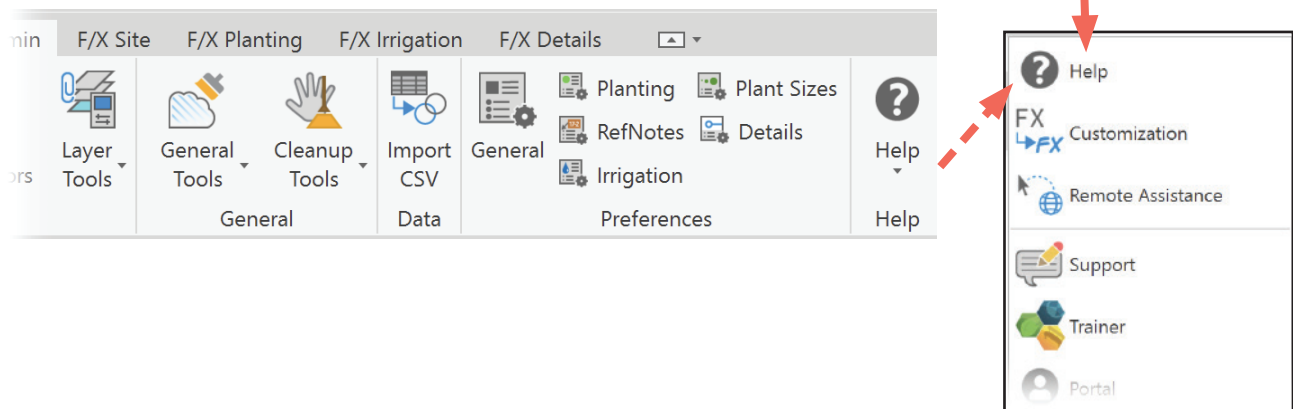 min F/X Site F/X Planting F/X Irrigation F/X Details
Layer
Tools
General
Tools
Cleanup
Tools
General
Import
CSV
Data
General
Planting
RefNotes
Irrigation
Plant Sizes
Details
Preferences
Help
Help
Help
FX
FX
Customization
Remote Assistance
Support
Trainer
Portal